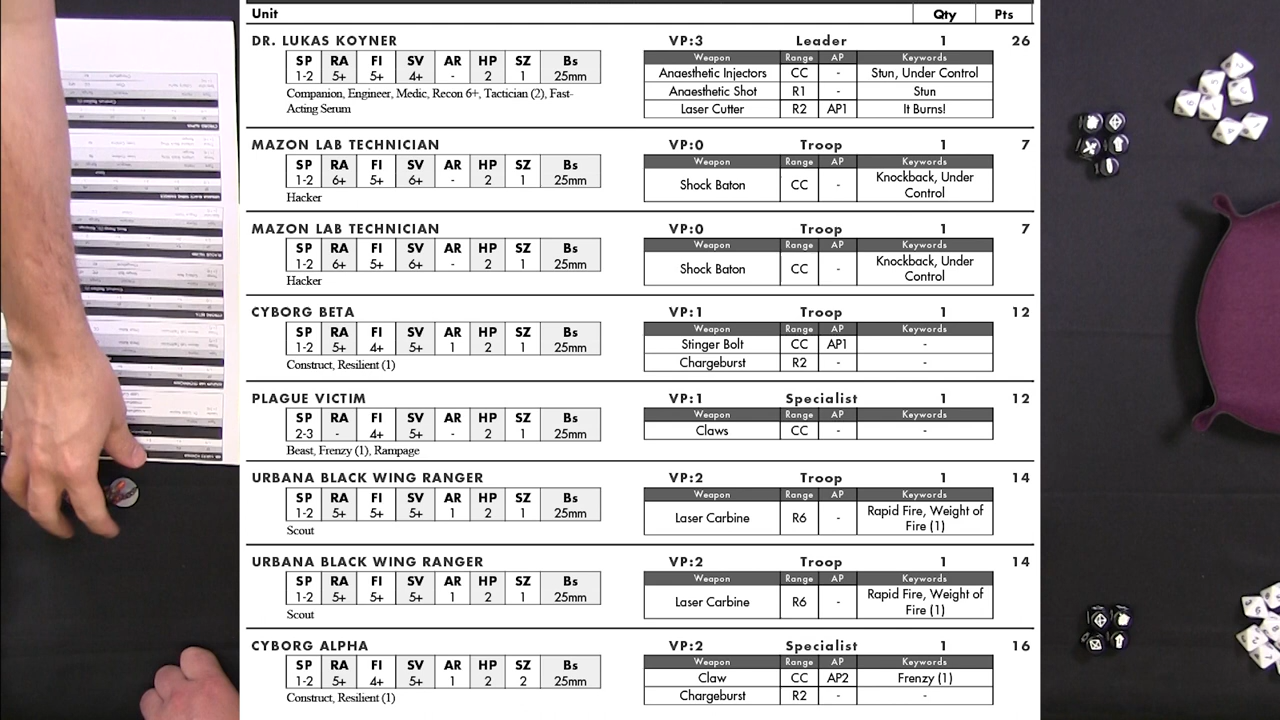 Unit Qty Pts
DR. LUKAS KOYNER VP:3 Leader 1 26
SP RA FI SV AR HP SZ Bs
1-2 5+ 5+ 4+ - 2 1 25mm
Companion, Engineer, Medic, Recon 6+, Tactician (2), Fast-
Acting Serum
Weapon Range AP Keywords
Anaesthetic Injectors CC - Stun, Under Control
Anaesthetic Shot R1 - Stun
Laser Cutter R2 AP1 It Burns!
MAZON LAB TECHNICIAN VP:0 Troop 1 7
SP RA FI SV AR HP SZ Bs
1-2 6+ 5+ 6+ - 2 1 25mm
Hacker
Weapon Range AP Keywords
Shock Baton CC - Knockback, Under
Control
MAZON LAB TECHNICIAN VP:0 Troop 1 7
SP RA FI SV AR HP SZ Bs
1-2 6+ 5+ 6+ - 2 1 25mm
Hacker
Weapon Range AP Keywords
Shock Baton CC - Knockback, Under
Control
CYBORG BETA VP:1 Troop 1 12
SP RA FI SV AR HP SZ Bs
1-2 5+ 4+ 5+ 1 2 1 25mm
Construct, Resilient (1)
Weapon Range AP Keywords
Stinger Bolt CC AP1 -
Chargeburst R2 - -
PLAGUE VICTIM VP:1 Specialist 1 12
SP RA FI SV AR HP SZ Bs
2-3 - 4+ 5+ - 2 1 25mm
Beast, Frenzy (1), Rampage
Weapon Range AP Keywords
Claws CC - -
URBANA BLACK WING RANGER VP:2 Troop 1 14
SP RA FI SV AR HP SZ Bs
1-2 5+ 5+ 5+ 1 2 1 25mm
Scout
Weapon Range AP Keywords
Laser Carbine R6 - Rapid Fire, Weight of
Fire (1)
URBANA BLACK WING RANGER VP:2 Troop 1 14
SP RA FI SV AR HP SZ Bs
1-2 5+ 5+ 5+ 1 2 1 25mm
Scout
Weapon Range AP Keywords
Laser Carbine R6 - Rapid Fire, Weight of
Fire (1)
CYBORG ALPHA VP:2 Specialist 1 16
SP RA FI SV AR HP SZ Bs
1-2 5+ 4+ 5+ 1 2 2 25mm
Construct, Resilient (1)
Weapon Range AP Keywords
Claw CC AP2 Frenzy (1)
Chargeburst R2 - -